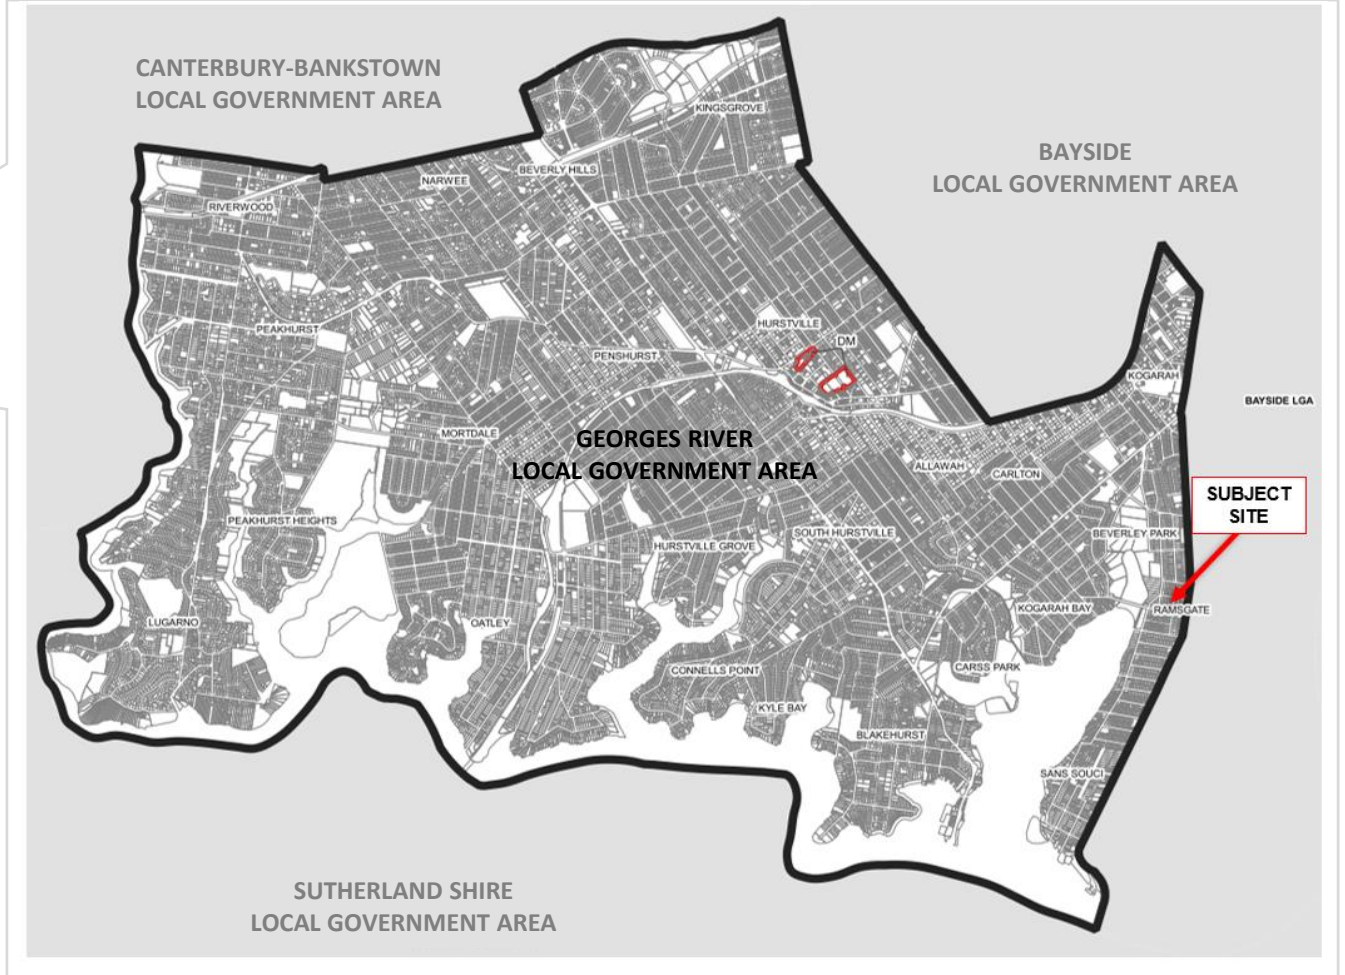 CANTERBURY-BANKSTOWN
LOCAL GOVERNMENT AREA
KINGSGROVE
BAYSIDE
LOCAL GOVERNMENT AREA
BEVERLY HILLS
NARWEE
RIVERWOOD
HURSTVILLE
PEAKHURST
DM
PENSHURST
KOGARAH
BAYSIDE LGA
MORTDALE
GEORGES RIVER
LOCAL GOVERNMENT AREA
ALLAWAH
CARLTON
SUBJECT
SITE
PEAKHURST HEIGHTS
SOUTH HURSTVILLE
BEVERLEY PARK
HURSTVILLE GROVE
KOGARAH BAY
RAMSGATE
LUGARNO
OATLEY
CARSS PARK
CONNELLS POINT
KYLE BAY
BLAKEHURST
SANS SOUCI
SUTHERLAND SHIRE
LOCAL GOVERNMENT AREA